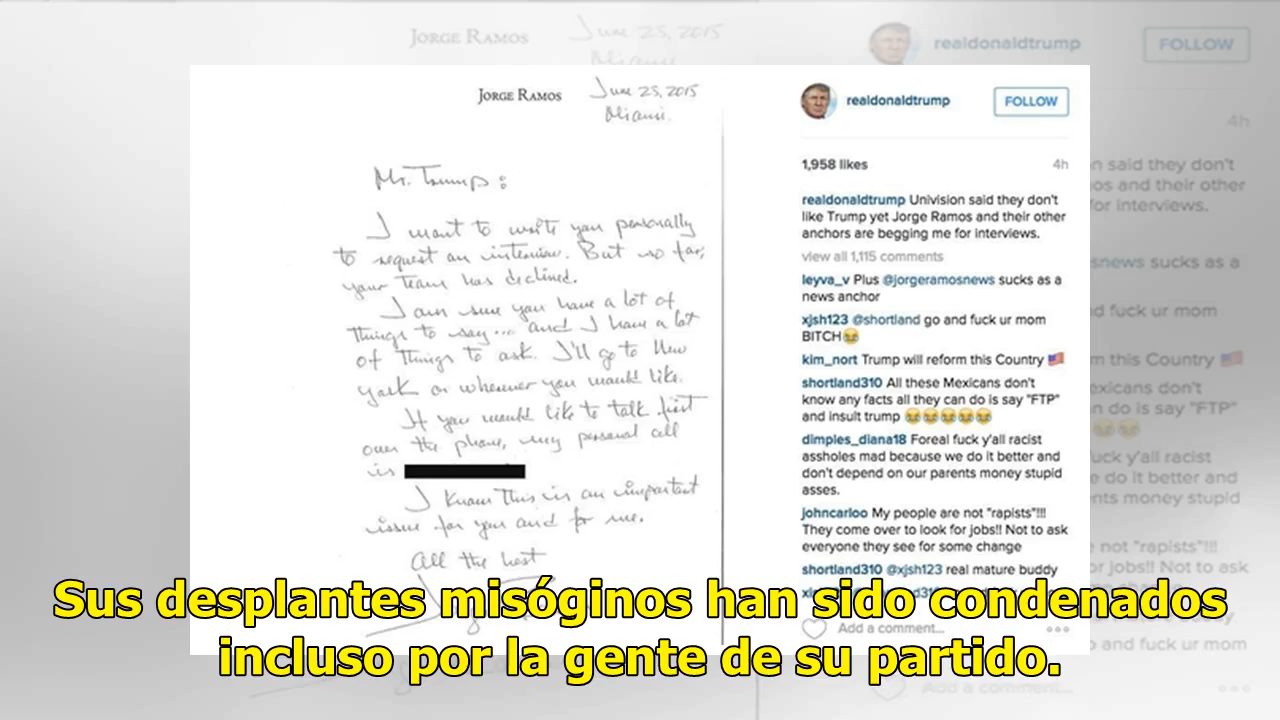 JORGE RAMOS
June 25, 2015
Miami.
Mr. Trump:
I want to write you personally
to request an interview. But so far,
your team has declined.
I am sure you have a lot of
things to say... and I have a lot
of things to ask. I'll go to New
York or wherever you would like.
If you would like to talk first
over the phone, my personal cell
is
I know this is an important
issue for you and for me.
All the best
realdonaldtrump
FOLLOW
1,958 likes
4h
realdonaldtrump Univision said they don't
like Trump yet Jorge Ramos and their other
anchors are begging me for interviews.
view all 1,115 comments
leyva_v Plus @jorgeramosnews sucks as a
news anchor
xjsh123 @shortland go and fuck ur mom
BITCH😂
kim_nort Trump will reform this Country 🇺🇸
shortland310 All these Mexicans don't
know any facts all they can do is say "FTP"
and insult trump 😂😂😂😂😂
dimples_diana18 Foreal fuck y'all racist
assholes mad because we do it better and
don't depend on our parents money stupid
asses.
johncarloo My people are not "rapists"!!!
They come over to look for jobs!! Not to ask
everyone they see for some change
shortland310 @xjsh123 real mature buddy
Add a comment...
Sus desplantes misóginos han sido condenados
incluso por la gente de su partido.